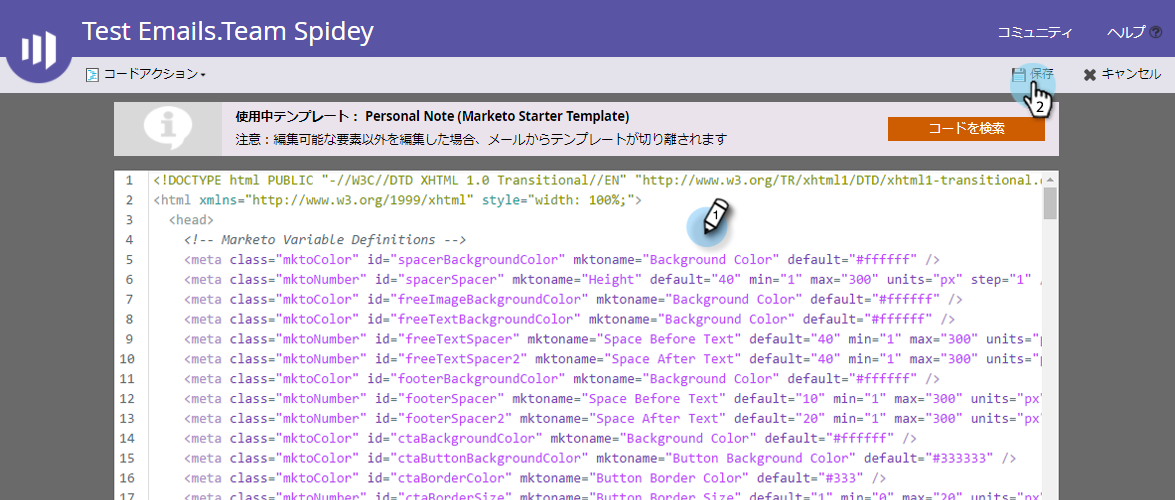 Test Emails.Team Spidey
コミュニティ ヘルプ ?
コードアクション 保存 キャンセル
2
使用中テンプレート： Personal Note (Marketo Starter Template)
注意：編集可能な要素以外を編集した場合、メールからテンプレートが切り離されます
コードを検索
1 <!DOCTYPE html PUBLIC "-//W3C//DTD XHTML 1.0 Transitional//EN" "http://www.w3.org/TR/xhtml1/DTD/xhtml1-transitional.
2 <html xmlns="http://www.w3.org/1999/xhtml" style="width: 100%;">
1
3 <head>
4 <!-- Marketo Variable Definitions -->
5 <meta class="mktoColor" id="spacerBackgroundColor" mktoname="Background Color" default="#ffffff" />
6 <meta class="mktoNumber" id="spacerSpacer" mktoname="Height" default="40" min="1" max="300" units="px" step="1" /
7 <meta class="mktoColor" id="freeImageBackgroundColor" mktoname="Background Color" default="#ffffff" />
8 <meta class="mktoColor" id="freeTextBackgroundColor" mktoname="Background Color" default="#ffffff" />
9 <meta class="mktoNumber" id="freeTextSpacer" mktoname="Space Before Text" default="40" min="1" max="300" units="p
10 <meta class="mktoNumber" id="freeTextSpacer2" mktoname="Space After Text" default="40" min="1" max="300" units="p
11 <meta class="mktoColor" id="footerBackgroundColor" mktoname="Background Color" default="#ffffff" />
12 <meta class="mktoNumber" id="footerSpacer" mktoname="Space Before Text" default="10" min="1" max="300" units="px"
13 <meta class="mktoNumber" id="footerSpacer2" mktoname="Space After Text" default="20" min="1" max="300" units="px"
14 <meta class="mktoColor" id="ctaBackgroundColor" mktoname="Background Color" default="#ffffff" />
15 <meta class="mktoColor" id="ctaButtonBackgroundColor" mktoname="Button Background Color" default="#333333" />
16 <meta class="mktoColor" id="ctaBorderColor" mktoname="Button Border Color" default="#333" />
17 <meta class="mktoNumber" id="ctaBorderSize" mktoname="Button Border Size" default="1" min="0" max="20" units="px"